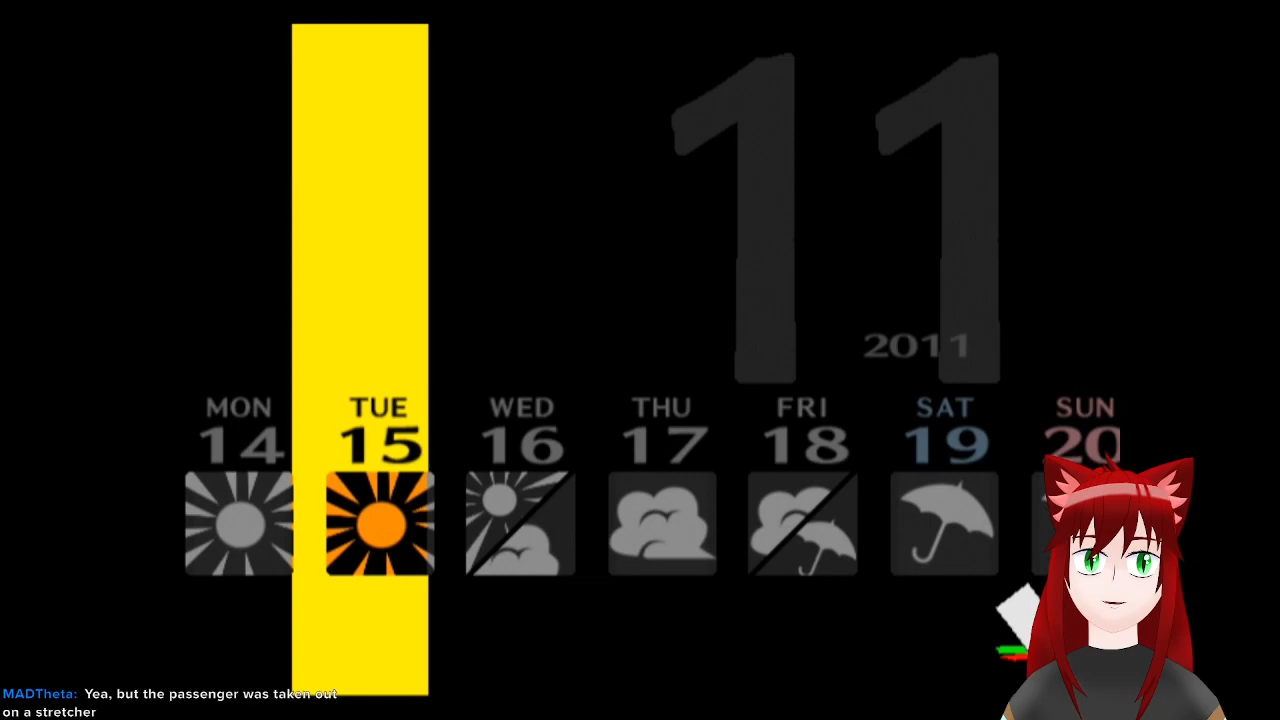 11
2011
MON TUE WED THU FRI SAT SUN
14 15 16 17 18 19 20
MADTheta: Yea, but the passenger was taken out
on a stretcher